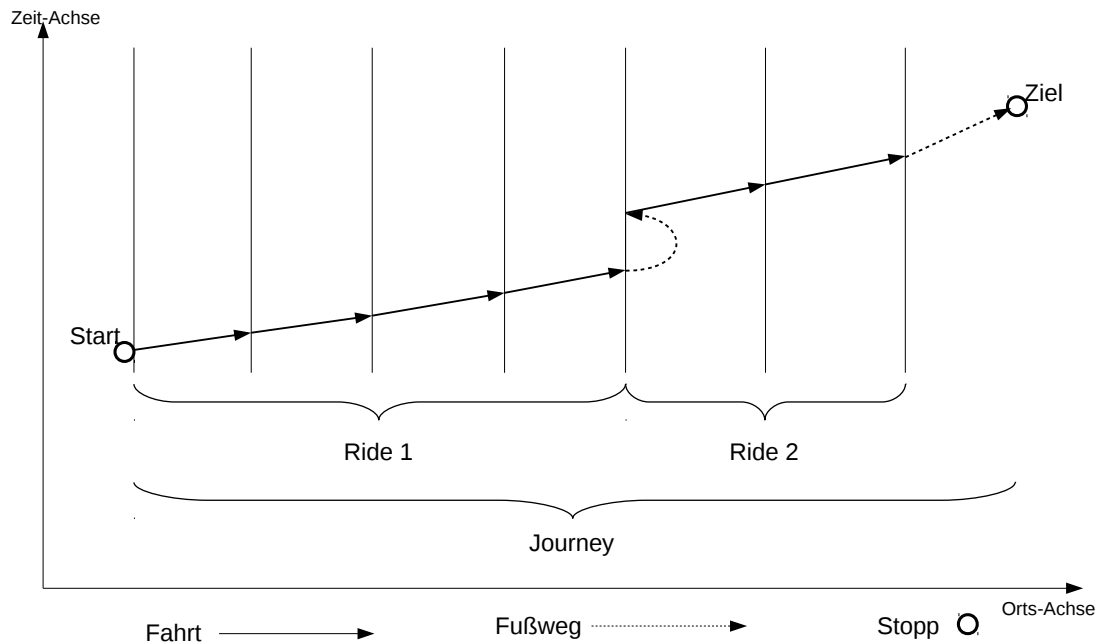 Zeit-Achse
Ziel
Start
Ride 1
Ride 2
Journey
Orts-Achse
Fahrt
Fußweg
Stopp